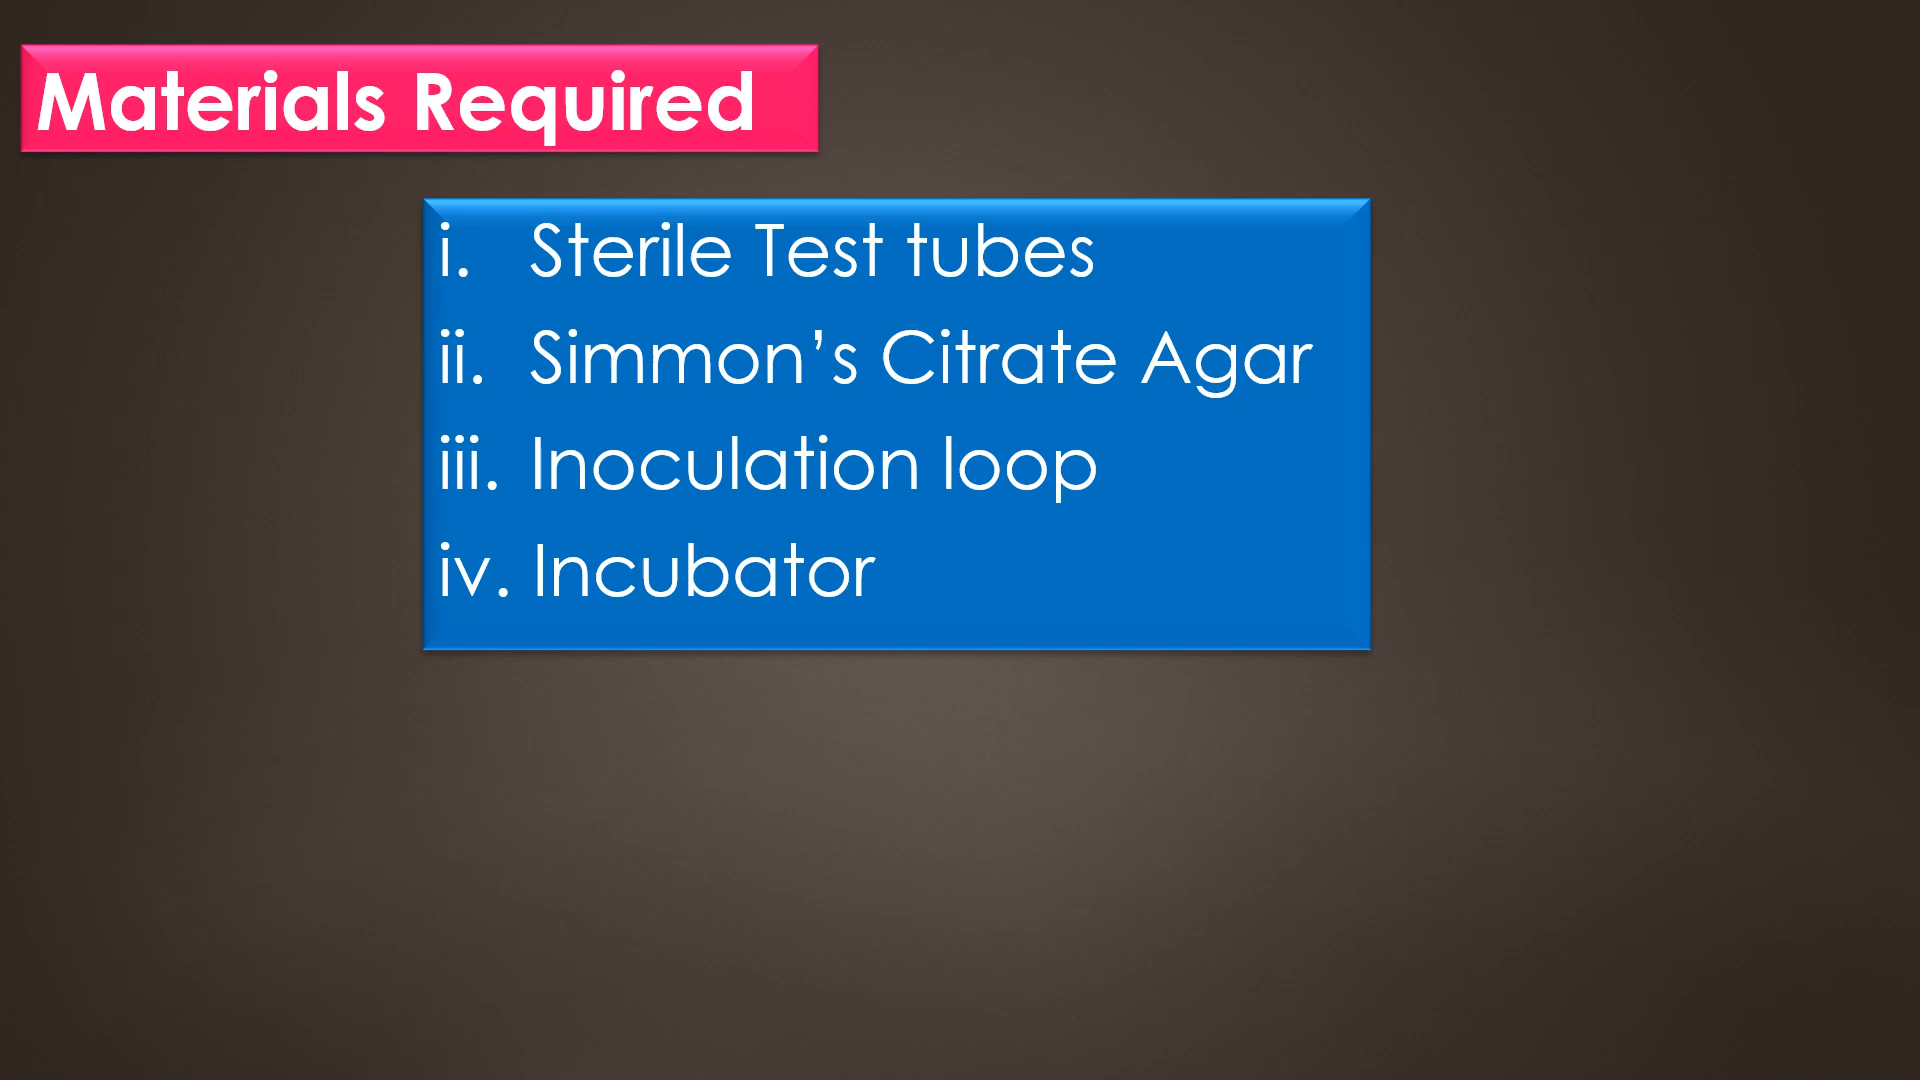 Materials Required
i. Sterile Test tubes
ii. Simmon’s Citrate Agar
iii. Inoculation loop
iv. Incubator